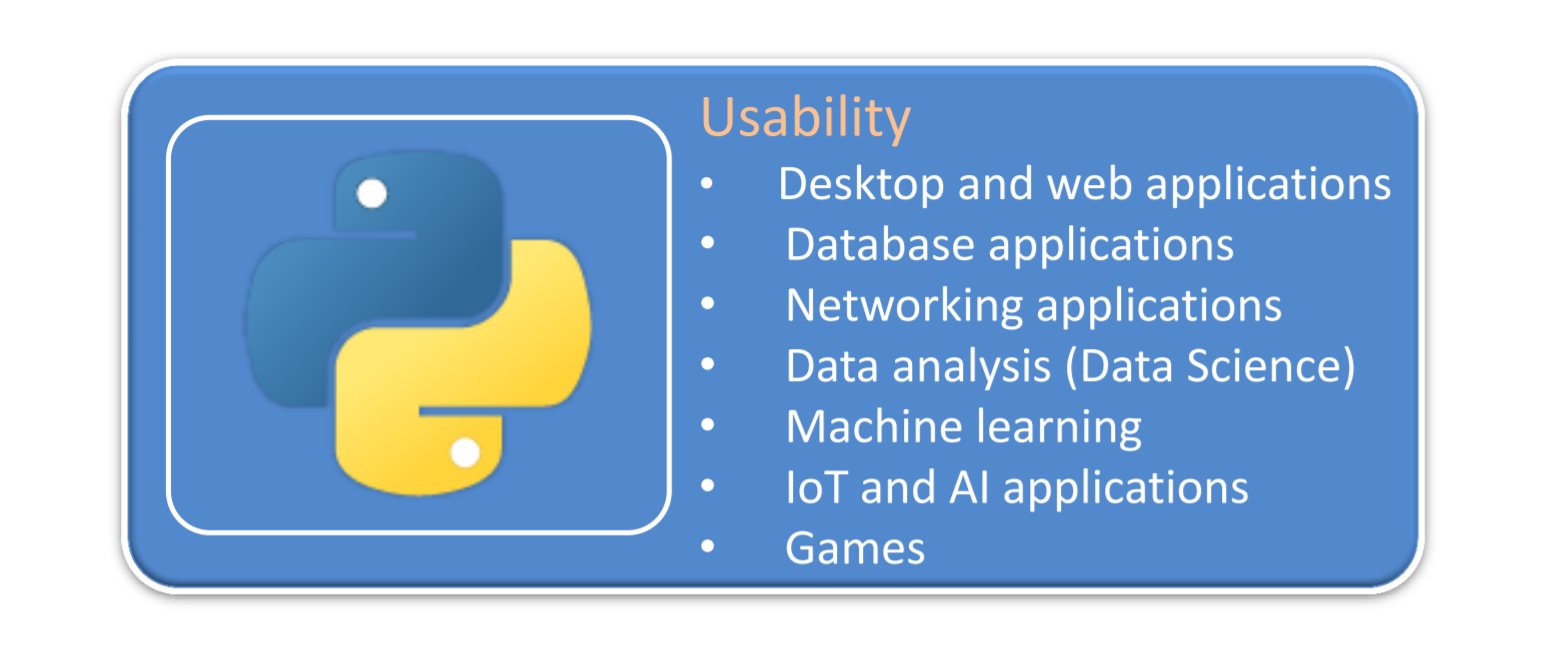 Usability
• Desktop and web applications
• Database applications
• Networking applications
• Data analysis (Data Science)
• Machine learning
• IoT and AI applications
• Games